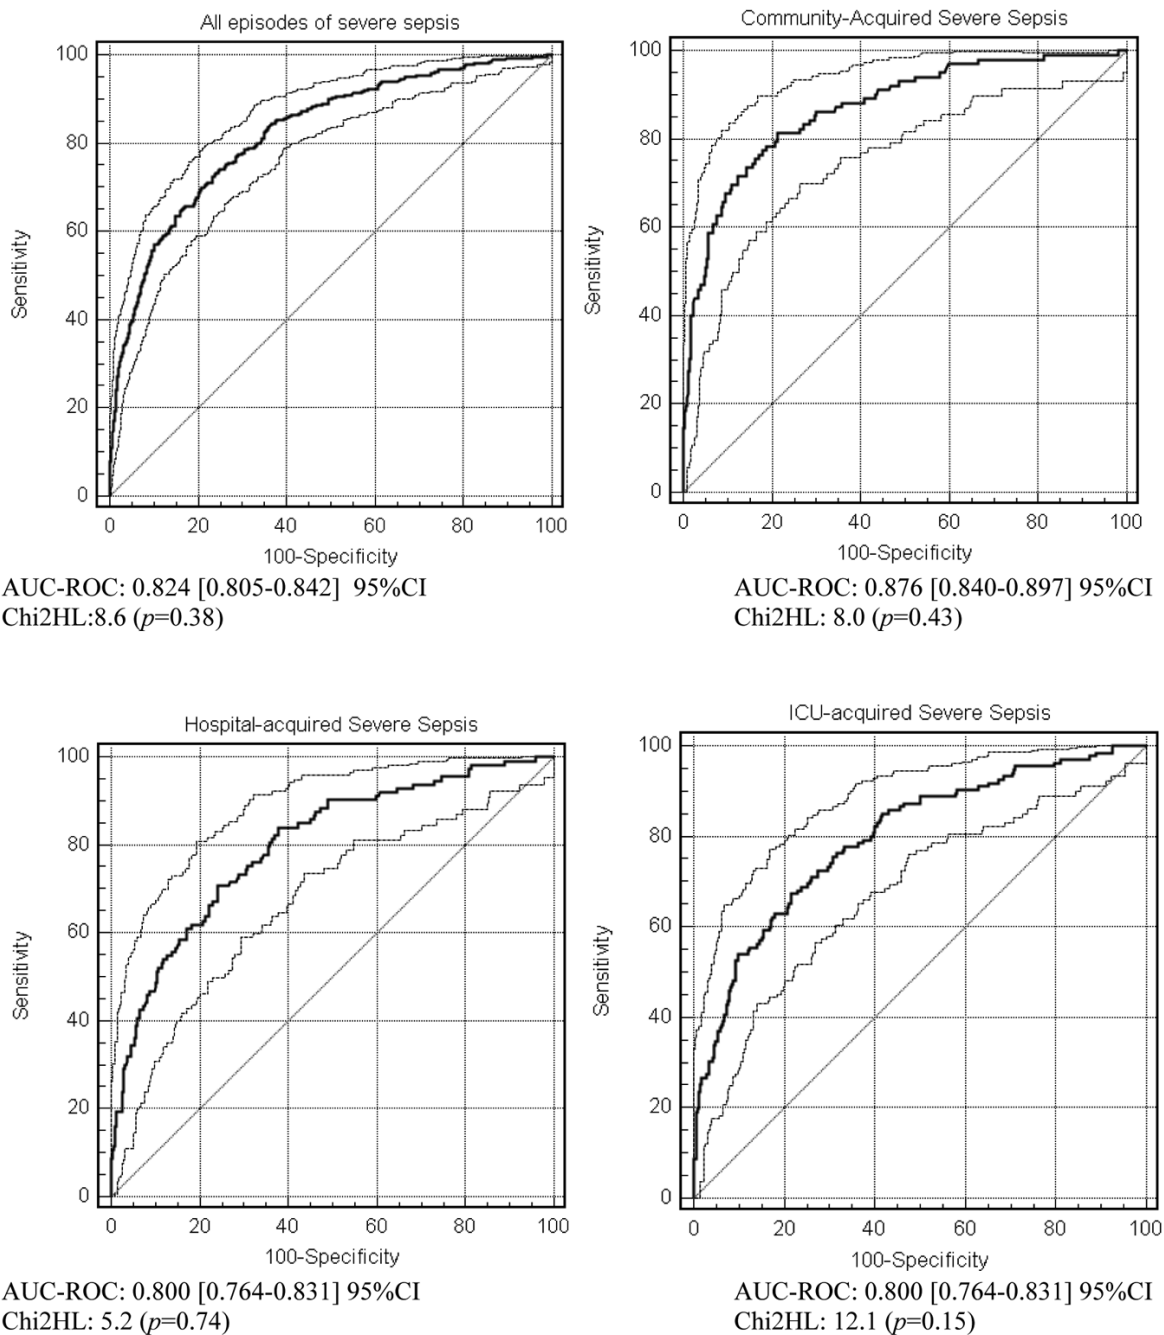 All episodes of severe sepsis
100
80
60
40
20
0
Sensitivity
0 20 40 60 80 100
100-Specificity
AUC-ROC: 0.824 [0.805-0.842] 95%CI
Chi2HL:8.6 (p=0.38)
Community-Acquired Severe Sepsis
100
80
60
40
20
0
Sensitivity
0 20 40 60 80 100
100-Specificity
AUC-ROC: 0.876 [0.840-0.897] 95%CI
Chi2HL: 8.0 (p=0.43)
Hospital-acquired Severe Sepsis
100
80
60
40
20
0
Sensitivity
0 20 40 60 80 100
100-Specificity
AUC-ROC: 0.800 [0.764-0.831] 95%CI
Chi2HL: 5.2 (p=0.74)
ICU-acquired Severe Sepsis
100
80
60
40
20
0
Sensitivity
0 20 40 60 80 100
100-Specificity
AUC-ROC: 0.800 [0.764-0.831] 95%CI
Chi2HL: 12.1 (p=0.15)